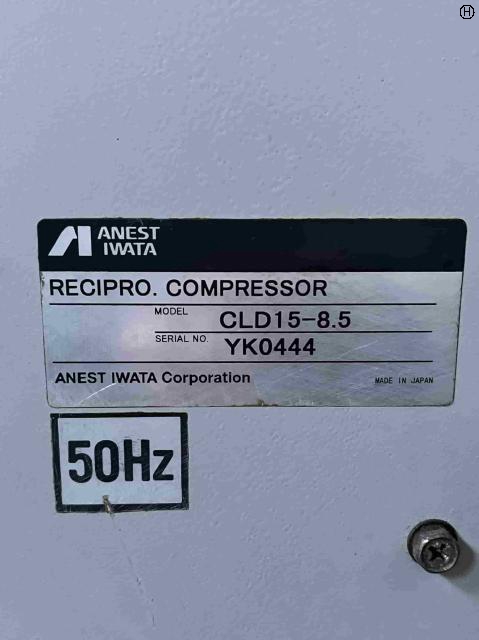 H
ANEST
IWATA
RECIPRO. COMPRESSOR
MODEL CLD15-8.5
SERIAL NO. YK0444
ANEST IWATA Corporation MADE IN JAPAN
50Hz